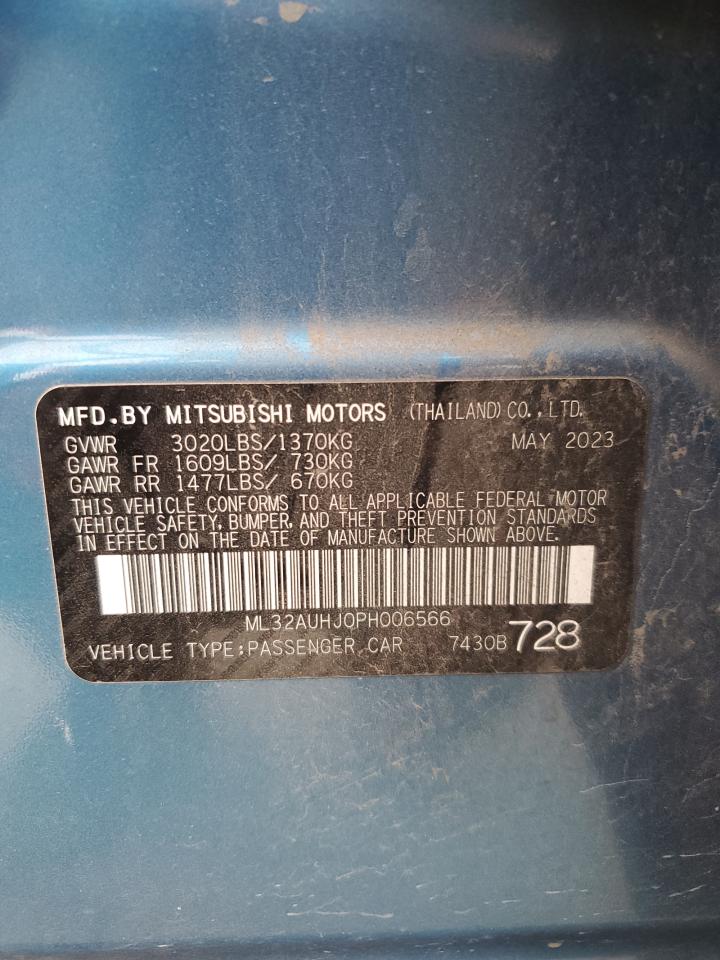 MFD.BY MITSUBISHI MOTORS (THAILAND) CO.,LTD.
GVWR 3020LBS/1370KG MAY 2023
GAWR FR 1609LBS/ 730KG
GAWR RR 1477LBS/ 670KG
THIS VEHICLE CONFORMS TO ALL APPLICABLE FEDERAL MOTOR
VEHICLE SAFETY, BUMPER, AND THEFT PREVENTION STANDARDS
IN EFFECT ON THE DATE OF MANUFACTURE SHOWN ABOVE.
ML32AUHJ0PH006566
VEHICLE TYPE:PASSENGER CAR 7430B 728